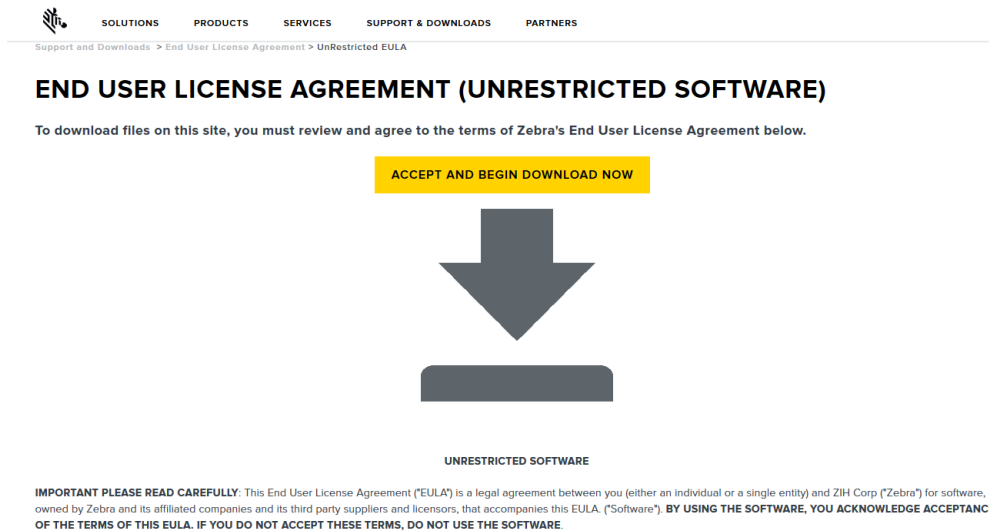 SOLUTIONS PRODUCTS SERVICES SUPPORT & DOWNLOADS PARTNERS
Support and Downloads > End User License Agreement > UnRestricted EULA
END USER LICENSE AGREEMENT (UNRESTRICTED SOFTWARE)
To download files on this site, you must review and agree to the terms of Zebra's End User License Agreement below.
ACCEPT AND BEGIN DOWNLOAD NOW
UNRESTRICTED SOFTWARE
IMPORTANT PLEASE READ CAREFULLY: This End User License Agreement ("EULA") is a legal agreement between you (either an individual or a single entity) and ZIH Corp ("Zebra") for software,
owned by Zebra and its affiliated companies and its third party suppliers and licensors, that accompanies this EULA. ("Software"). BY USING THE SOFTWARE, YOU ACKNOWLEDGE ACCEPTANC
OF THE TERMS OF THIS EULA. IF YOU DO NOT ACCEPT THESE TERMS, DO NOT USE THE SOFTWARE.